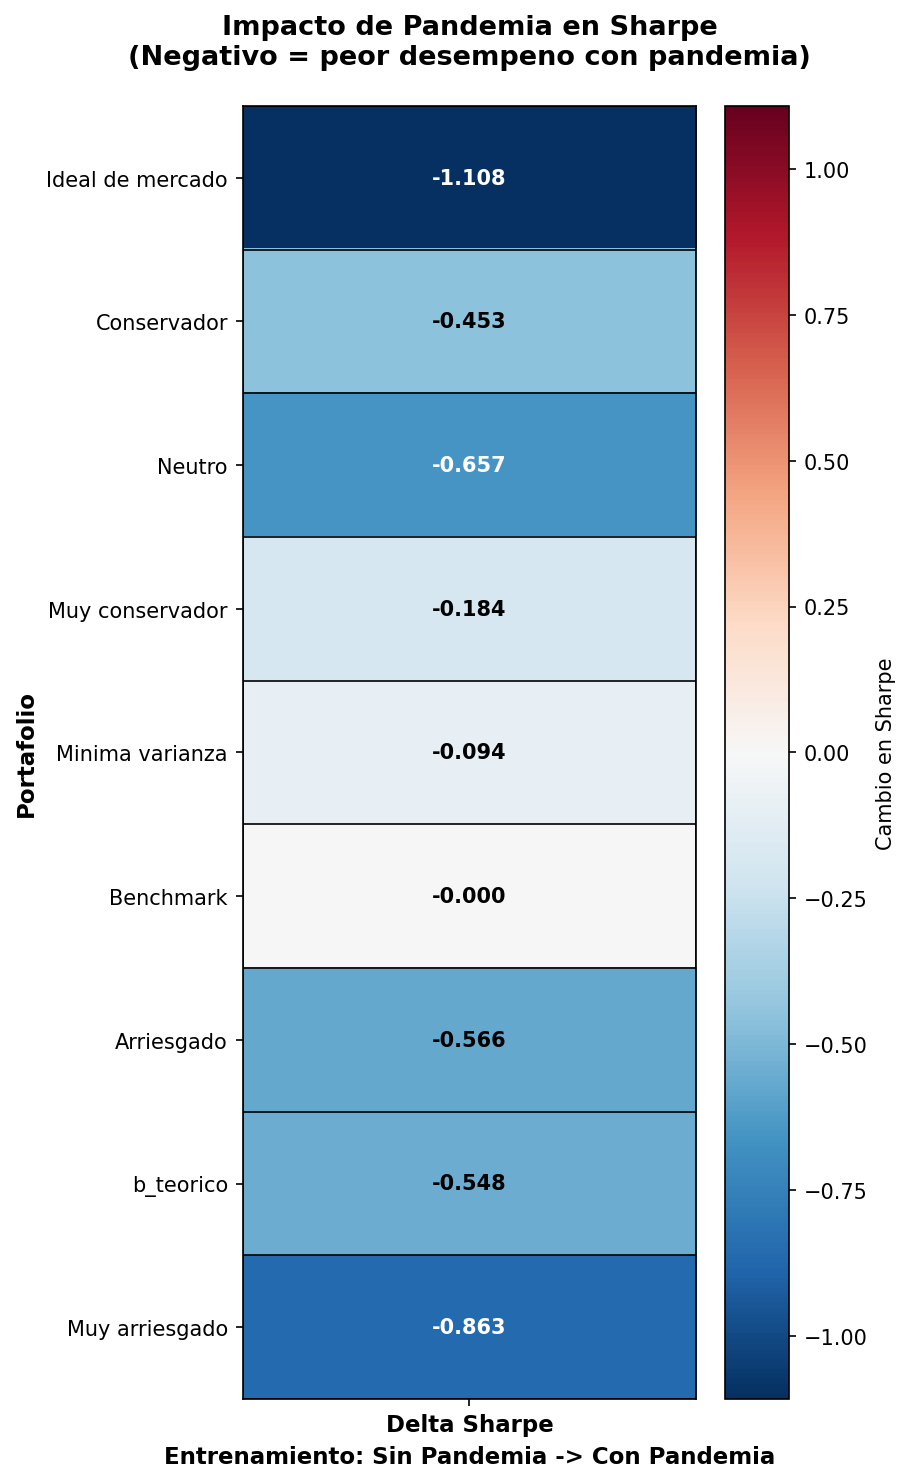 Impacto de Pandemia en Sharpe
(Negativo = peor desempeno con pandemia)
Portafolio
Ideal de mercado
-1.108
Conservador
-0.453
Neutro
-0.657
Muy conservador
-0.184
Minima varianza
-0.094
Benchmark
-0.000
Arriesgado
-0.566
b_teorico
-0.548
Muy arriesgado
-0.863
Delta Sharpe
Entrenamiento: Sin Pandemia -> Con Pandemia
1.00
0.75
0.50
0.25
0.00
−0.25
−0.50
−0.75
−1.00
Cambio en Sharpe